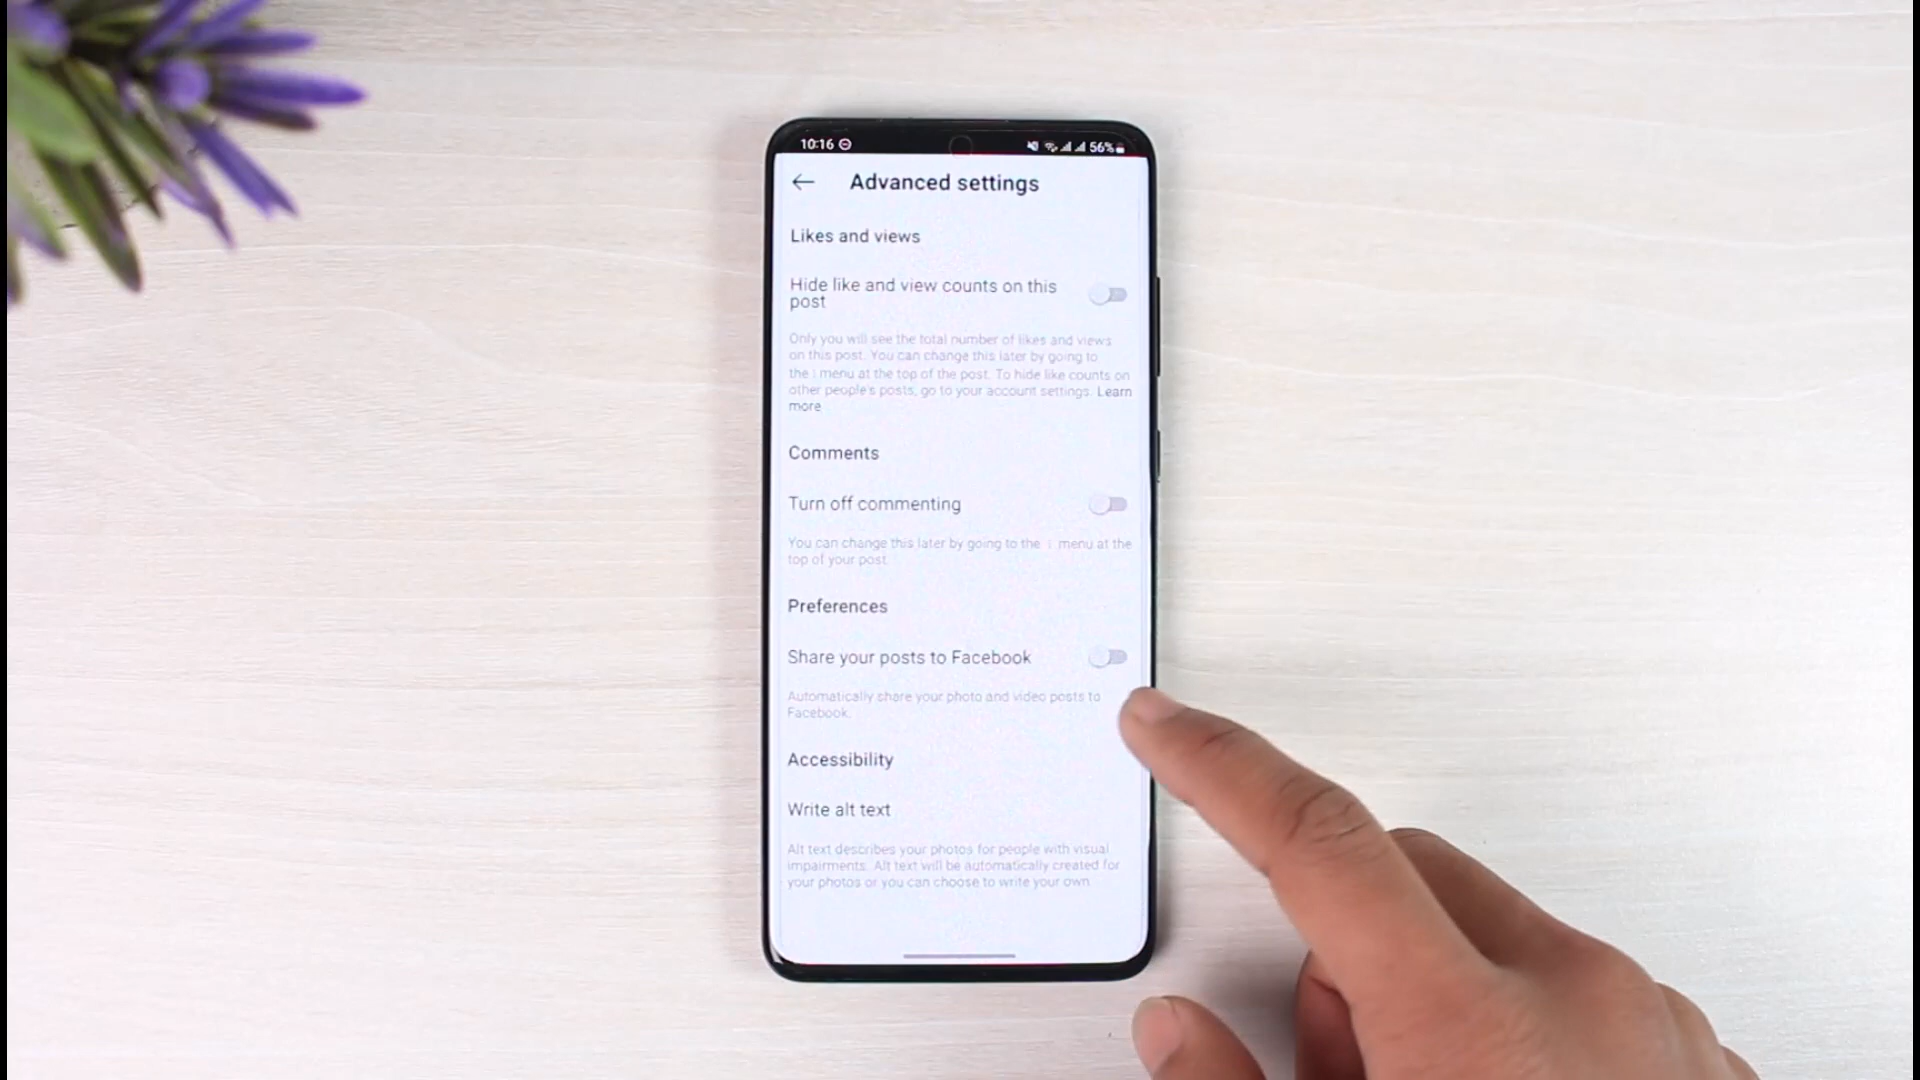 10:16 56%
Advanced settings
Likes and views
Hide like and view counts on this
post
Only you will see the total number of likes and views
on this post. You can change this later by going to
the ⋮ menu at the top of the post. To hide like counts on
other people's posts, go to your account settings. Learn
more
Comments
Turn off commenting
You can change this later by going to the ⋮ menu at the
top of your post.
Preferences
Share your posts to Facebook
Automatically share your photo and video posts to
Facebook.
Accessibility
Write alt text
Alt text describes your photos for people with visual
impairments. Alt text will be automatically created for
your photos or you can choose to write your own.